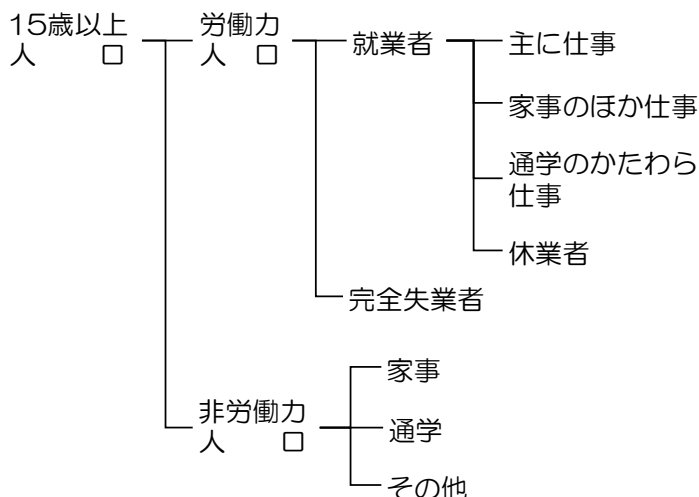 15歳以上
人　　口
労働力
人　口
就業者
主に仕事
家事のほか仕事
通学のかたわら
仕事
休業者
完全失業者
非労働力
人　　口
家事
通学
その他